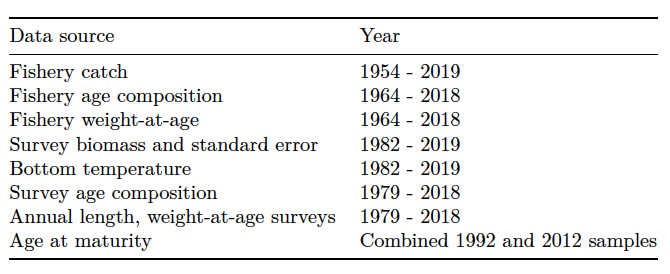 Data source Year
Fishery catch 1954 - 2019
Fishery age composition 1964 - 2018
Fishery weight-at-age 1964 - 2018
Survey biomass and standard error 1982 - 2019
Bottom temperature 1982 - 2019
Survey age composition 1979 - 2018
Annual length, weight-at-age surveys 1979 - 2018
Age at maturity Combined 1992 and 2012 samples